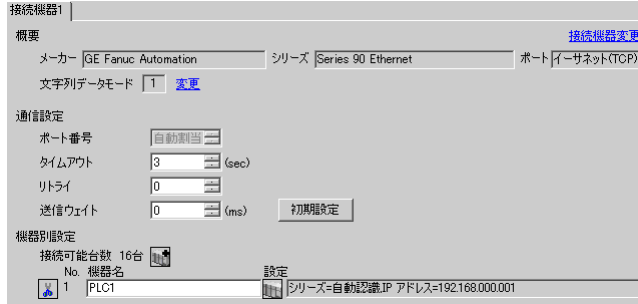 接続機器1
概要
接続機器変更
メーカー GE Fanuc Automation シリーズ Series 90 Ethernet ポート イーサネット(TCP)
文字列データモード 1 変更
通信設定
ポート番号 自動割当
タイムアウト 3 (sec)
リトライ 0
送信ウェイト 0 (ms) 初期設定
機器別設定
接続可能台数 16台
No. 機器名 設定
1 PLC1 シリーズ=自動認識,IP アドレス=192.168.000.001